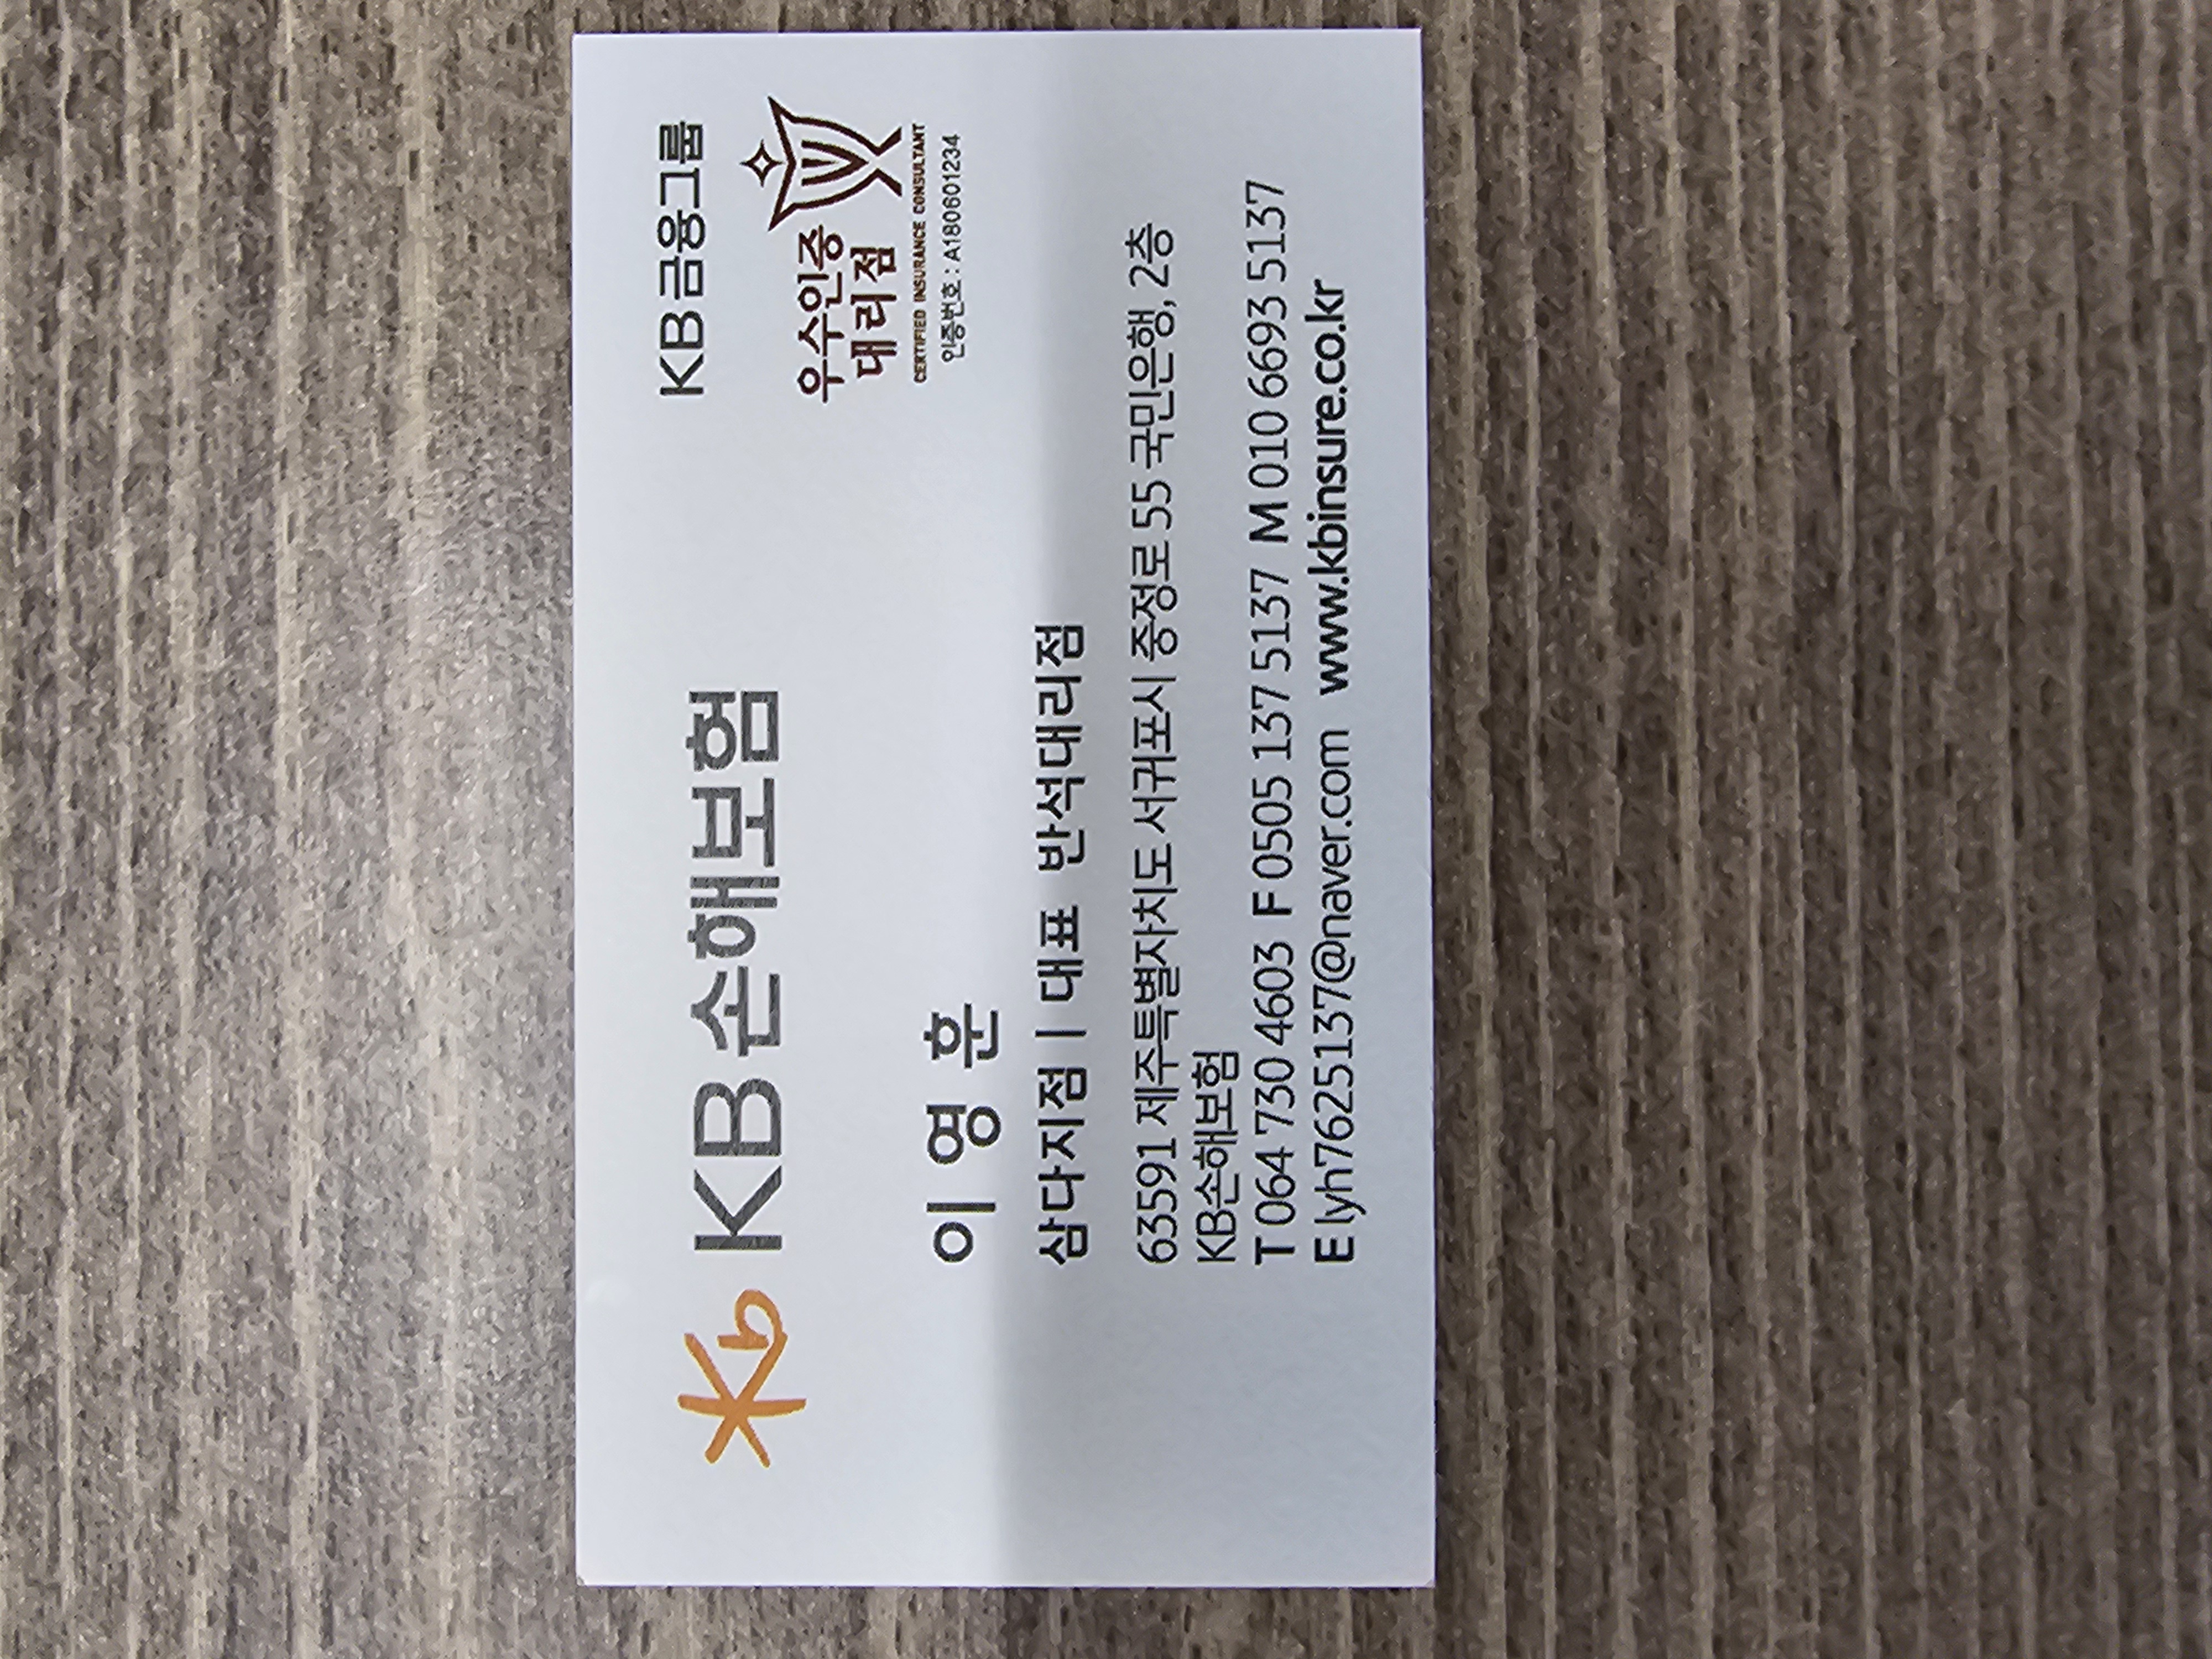 Kb KB손해보험
KB금융그룹
우수인증
대리점
CERTIFIED INSURANCE CONSULTANT
인증번호 : A1806601234
이영훈
삼다지점 | 대표 반석대리점
63591 제주특별자치도 서귀포시 중정로 55 국민은행, 2층
KB손해보험
T 064 730 4603 F 0505 137 5137 M 010 6693 5137
E lyh7625137@naver.com www.kbinsure.co.kr